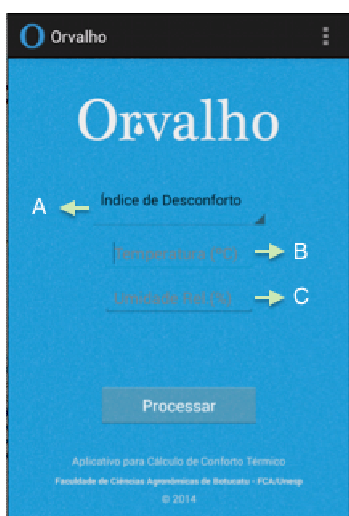 Orvalho
Orvalho
A
Índice de Desconforto
Temperatura (°C)
B
Umidade rel (%)
C
Processar
Aplicativo para Cálculo de Conforto Térmico
Faculdade de Ciências Agronômicas de Botucatu - FCA/Unesp
© 2014